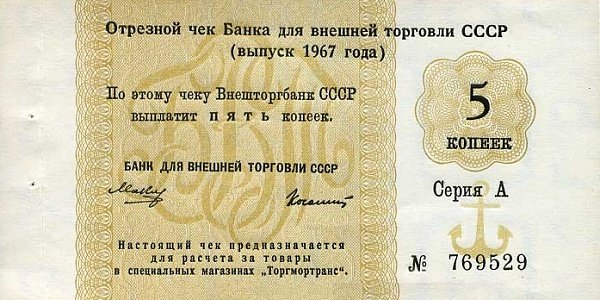 Отрезной чек Банка для внешней торговли СССР
(выпуск 1967 года)
По этому чеку Внешторгбанк СССР
выплатит ПЯТЬ копеек.
БАНК ДЛЯ ВНЕШНЕЙ ТОРГОВЛИ СССР
Настоящий чек предназначается
для расчета за товары
в специальных магазинах „Торгмортранс“.
5
КОПЕЕК
Серия А
№ 769529